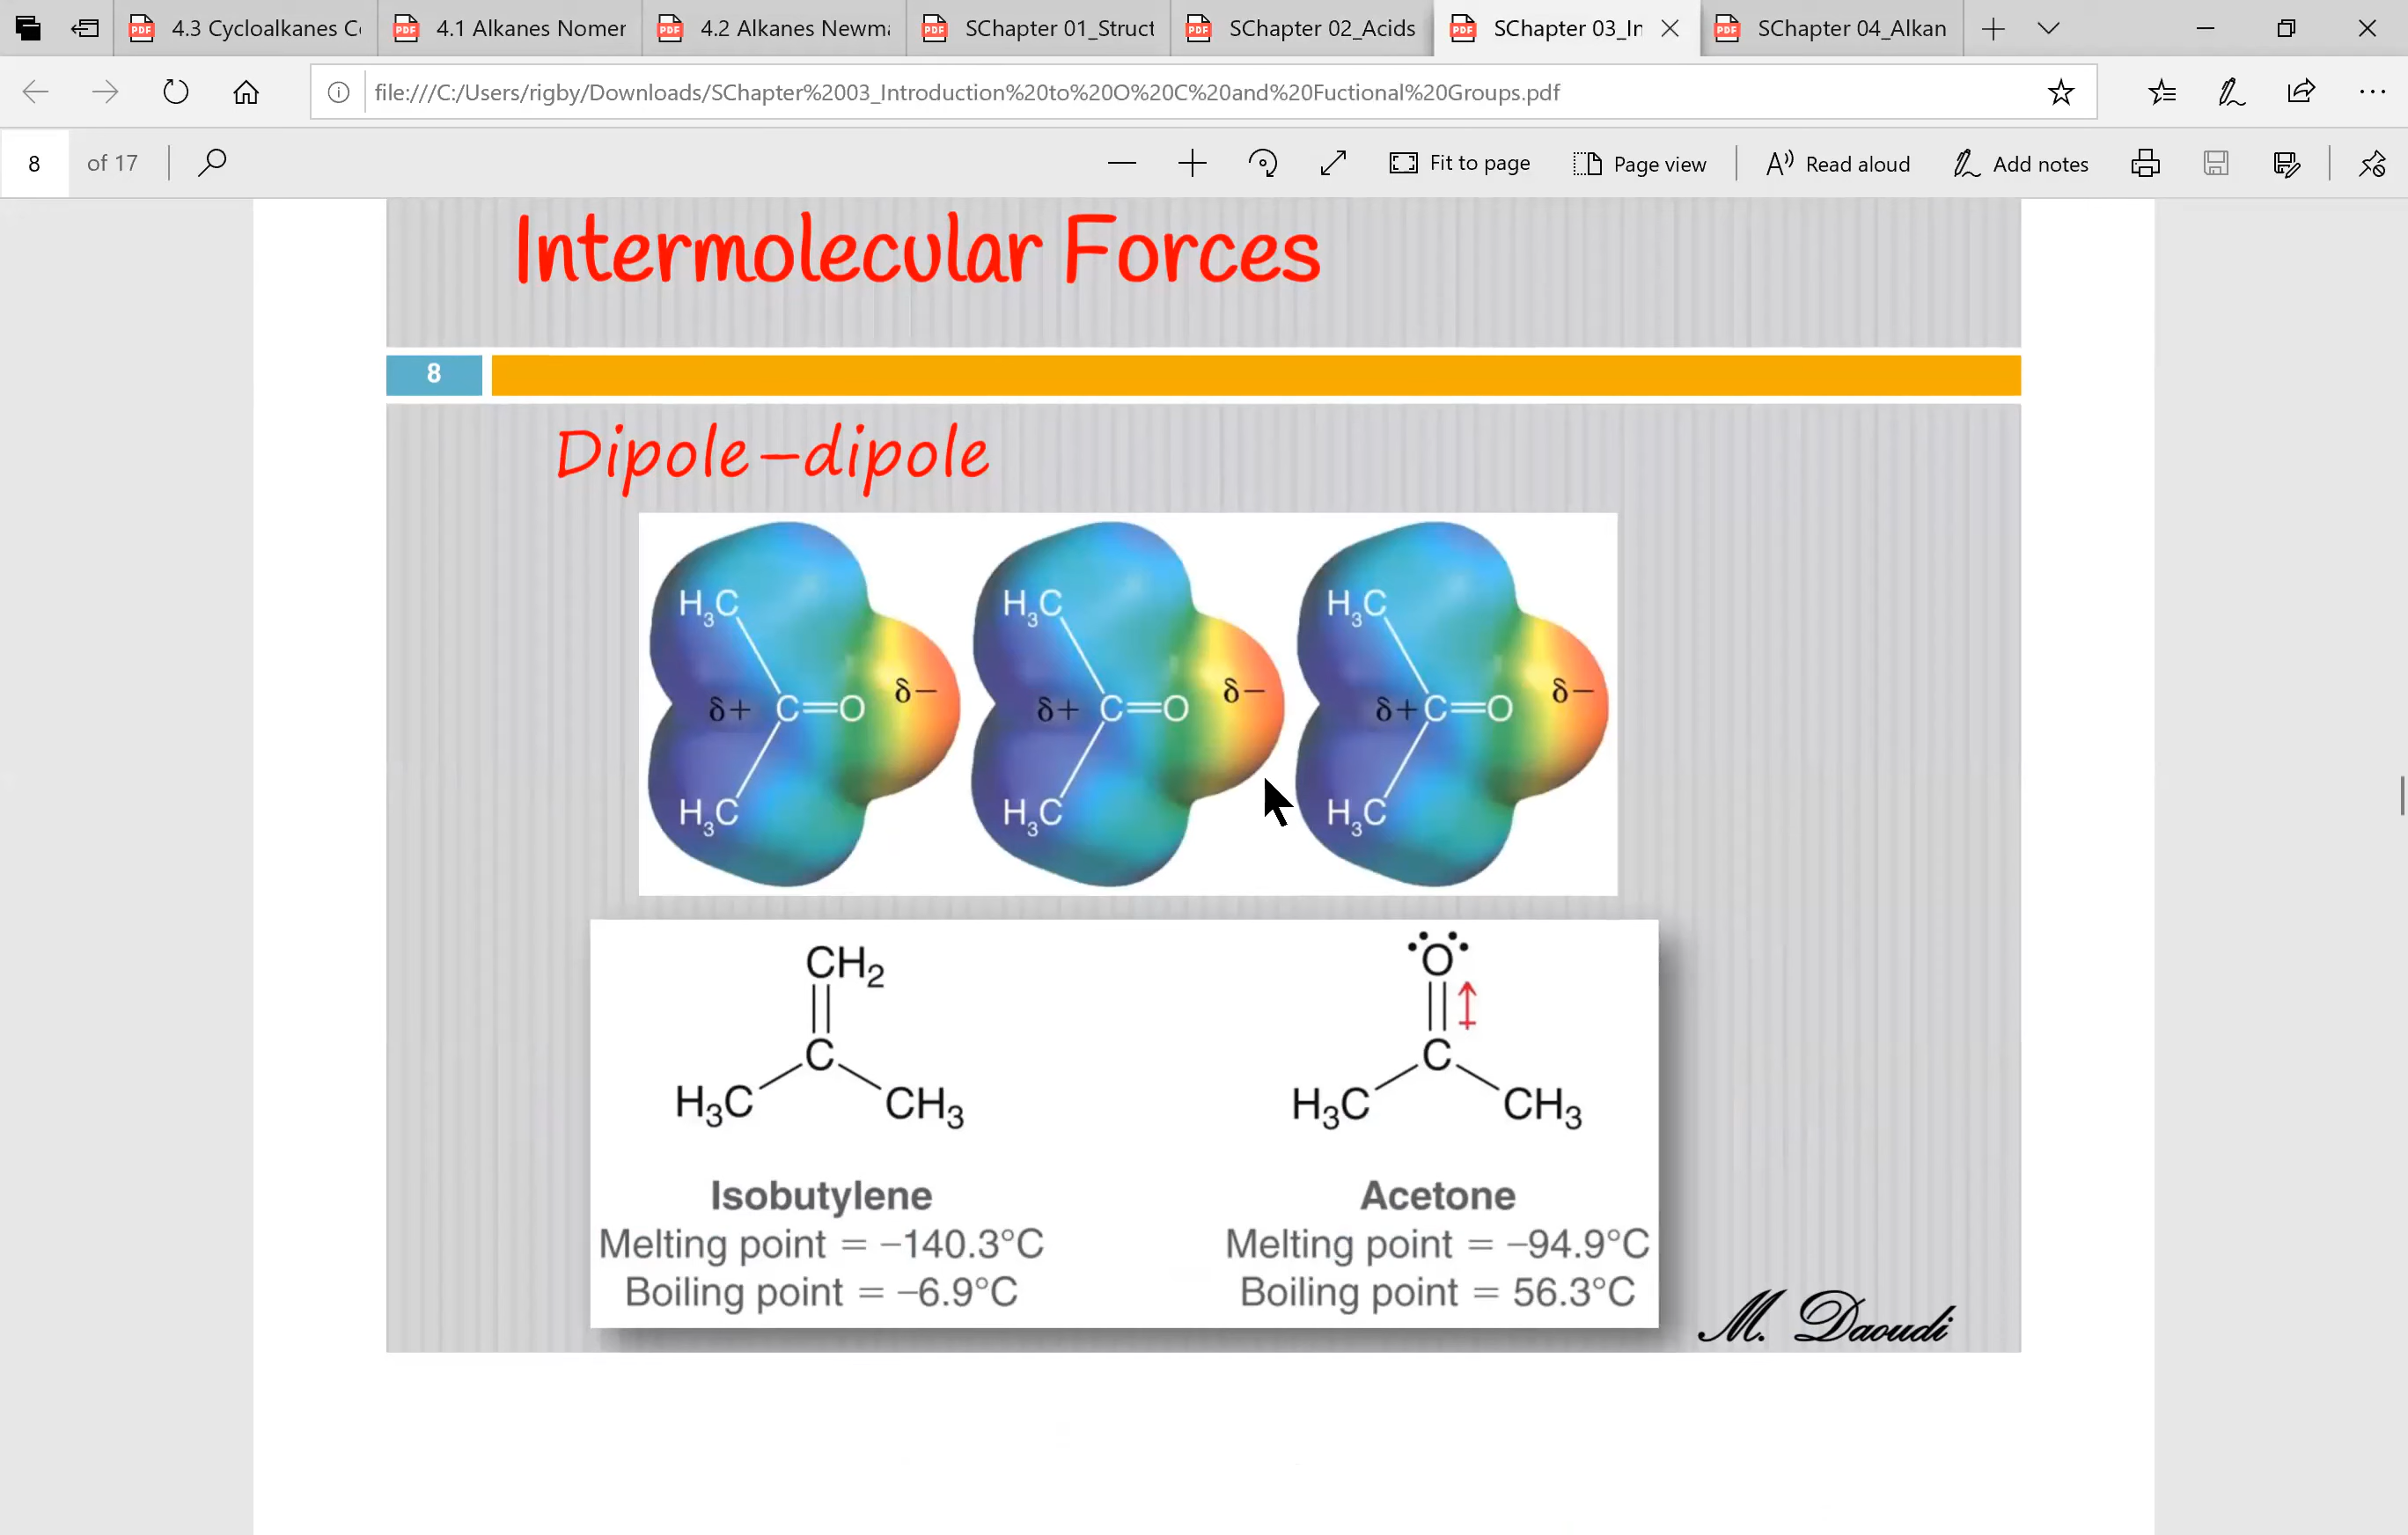 4.3 Cycloalkanes C
4.1 Alkanes Nomer
4.2 Alkanes Newm
SChapter 01_Struct
SChapter 02_Acids
SChapter 03_In
SChapter 04_Alkan
file:///C:/Users/rigby/Downloads/SChapter%2003_Introduction%20to%20O%20C%20and%20Fuctional%20Groups.pdf
8 of 17
Fit to page
Page view
Read aloud
Add notes
Intermolecular Forces
8
Dipole–dipole
H3C H3C H3C
δ+ C=O δ– δ+ C=O δ– δ+ C=O δ–
H3C H3C H3C
CH2 O
C C
H3C CH3 H3C CH3
Isobutylene
Melting point = –140.3°C
Boiling point = –6.9°C
Acetone
Melting point = –94.9°C
Boiling point = 56.3°C
M. Daoudi